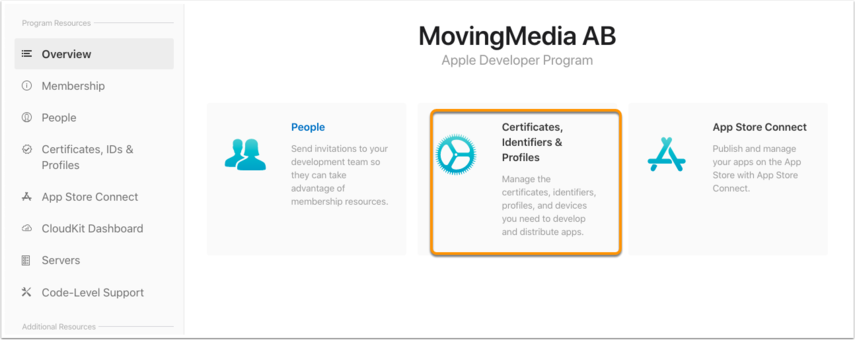 Program Resources
Overview
Membership
People
Certificates, IDs &
Profiles
App Store Connect
CloudKit Dashboard
Servers
Code-Level Support
Additional Resources
MovingMedia AB
Apple Developer Program
People
Send invitations to your
development team so
they can take
advantage of
membership resources.
Certificates,
Identifiers &
Profiles
Manage the
certificates, identifiers,
profiles, and devices
you need to develop
and distribute apps.
App Store Connect
Publish and manage
your apps on the App
Store with App Store
Connect.